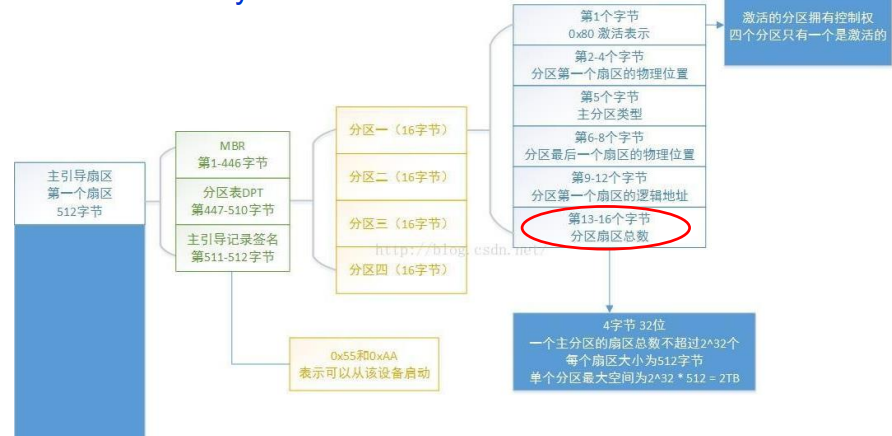 主引导扇区
第一个扇区
512字节
MBR
第1-446字节
分区表DPT
第447-510字节
主引导记录签名
第511-512字节
0x55和0xAA
表示可以从该设备启动
分区一（16字节）
分区二（16字节）
分区三（16字节）
分区四（16字节）
http://blog.csdn.net/
第1个字节
0x80 激活表示
第2-4个字节
分区第一个扇区的物理位置
第5个字节
主分区类型
第6-8个字节
分区最后一个扇区的物理位置
第9-12个字节
分区第一个扇区的逻辑地址
第13-16个字节
分区扇区总数
激活的分区拥有控制权
四个分区只有一个是激活的
4字节 32位
一个主分区的扇区总数不超过2^32个
每个扇区大小为512字节
单个分区最大空间为2^32 * 512 = 2TB